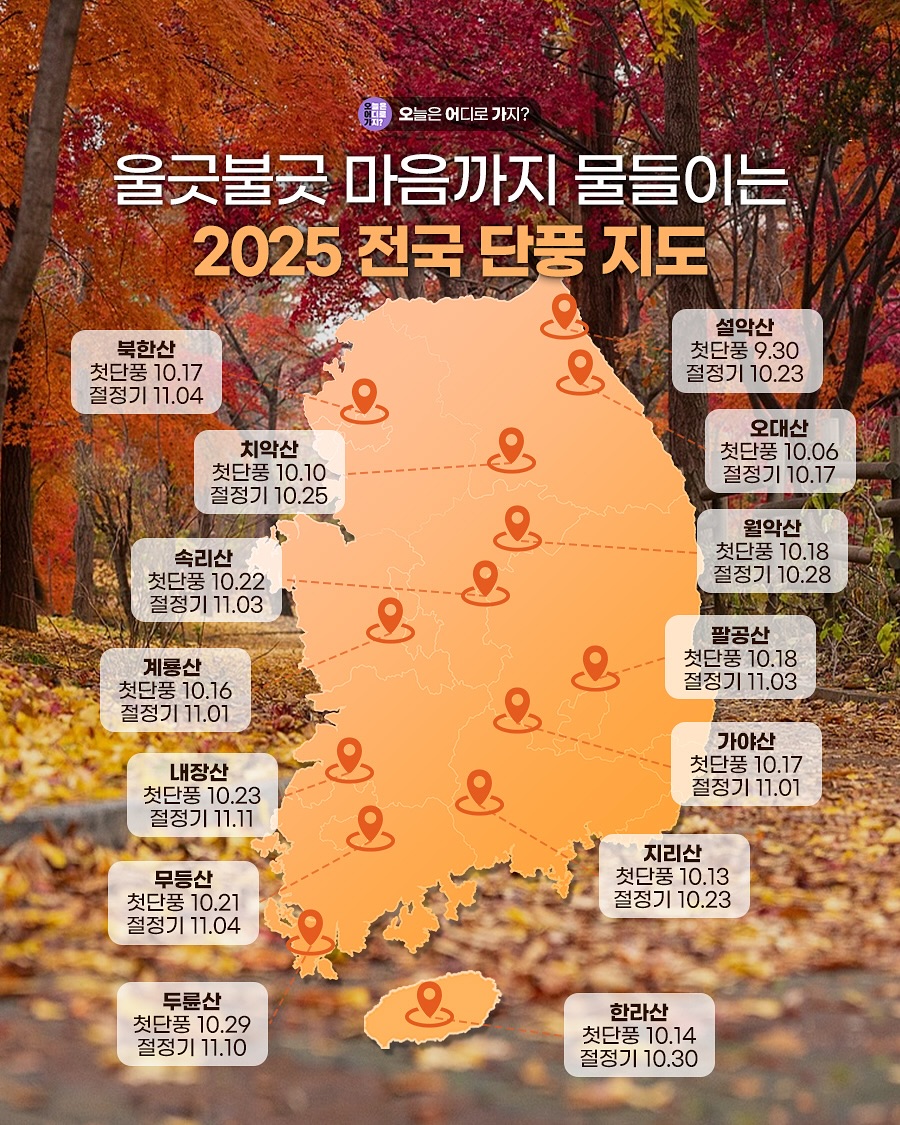 오늘은
어디로
가지?
오늘은 어디로 가지?
울긋불긋 마음까지 물들이는
2025 전국 단풍 지도
북한산
첫단풍 10.17
절정기 11.04
설악산
첫단풍 9.30
절정기 10.23
치악산
첫단풍 10.10
절정기 10.25
오대산
첫단풍 10.06
절정기 10.17
월악산
첫단풍 10.18
절정기 10.28
속리산
첫단풍 10.22
절정기 11.03
팔공산
첫단풍 10.18
절정기 11.03
계룡산
첫단풍 10.16
절정기 11.01
가야산
첫단풍 10.17
절정기 11.01
내장산
첫단풍 10.23
절정기 11.11
지리산
첫단풍 10.13
절정기 10.23
무등산
첫단풍 10.21
절정기 11.04
두륜산
첫단풍 10.29
절정기 11.10
한라산
첫단풍 10.14
절정기 10.30